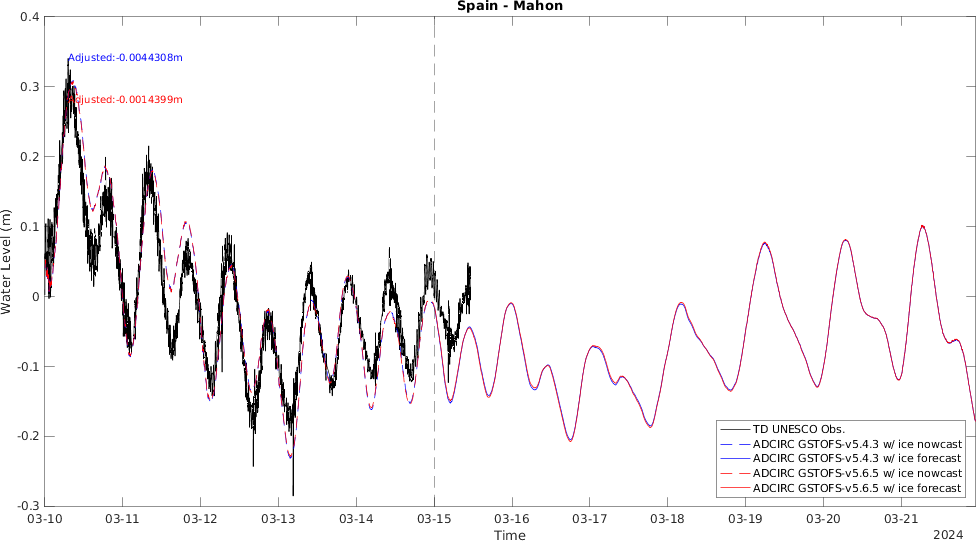 Spain - Mahon
0.4
0.3
0.2
0.1
0
-0.1
-0.2
-0.3
Water Level (m)
Adjusted:-0.0044308m
Adjusted:-0.0014399m
TD UNESCO Obs.
ADCIRC GSTOFS-v5.4.3 w/ ice nowcast
ADCIRC GSTOFS-v5.4.3 w/ ice forecast
ADCIRC GSTOFS-v5.6.5 w/ ice nowcast
ADCIRC GSTOFS-v5.6.5 w/ ice forecast
03-10 03-11 03-12 03-13 03-14 03-15 03-16 03-17 03-18 03-19 03-20 03-21
Time
2024